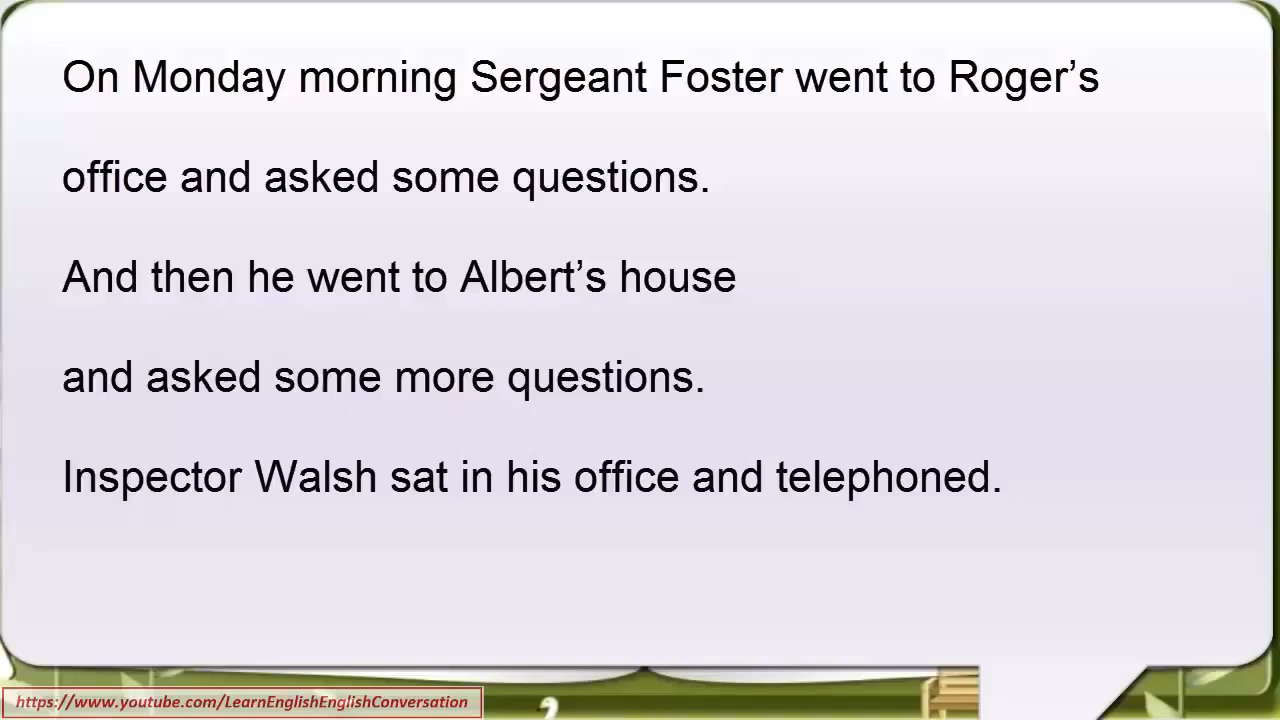 On Monday morning Sergeant Foster went to Roger’s
office and asked some questions.
And then he went to Albert’s house
and asked some more questions.
Inspector Walsh sat in his office and telephoned.
https://www.youtube.com/LearnEnglishEnglishConversation